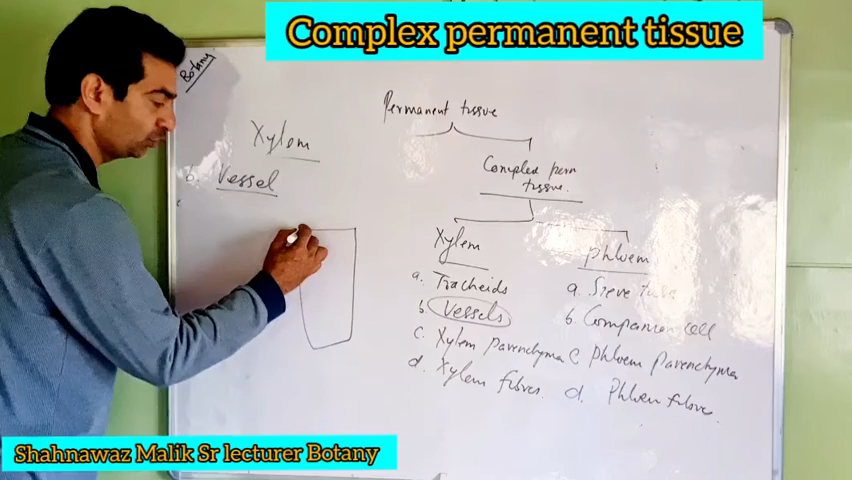 Complex permanent tissue
Botany
Permanent tissue
Xylem
b. Vessel
Complex perm
tissue.
Xylem
a. Tracheids
b. Vessels
c. Xylem parenchyma
d. Xylem fibres.
phloem
a. Sieve
b. Companion cell
C Phloem parenchyma
d. Phloem fibre.
Shahnawaz Malik Sr lecturer Botany